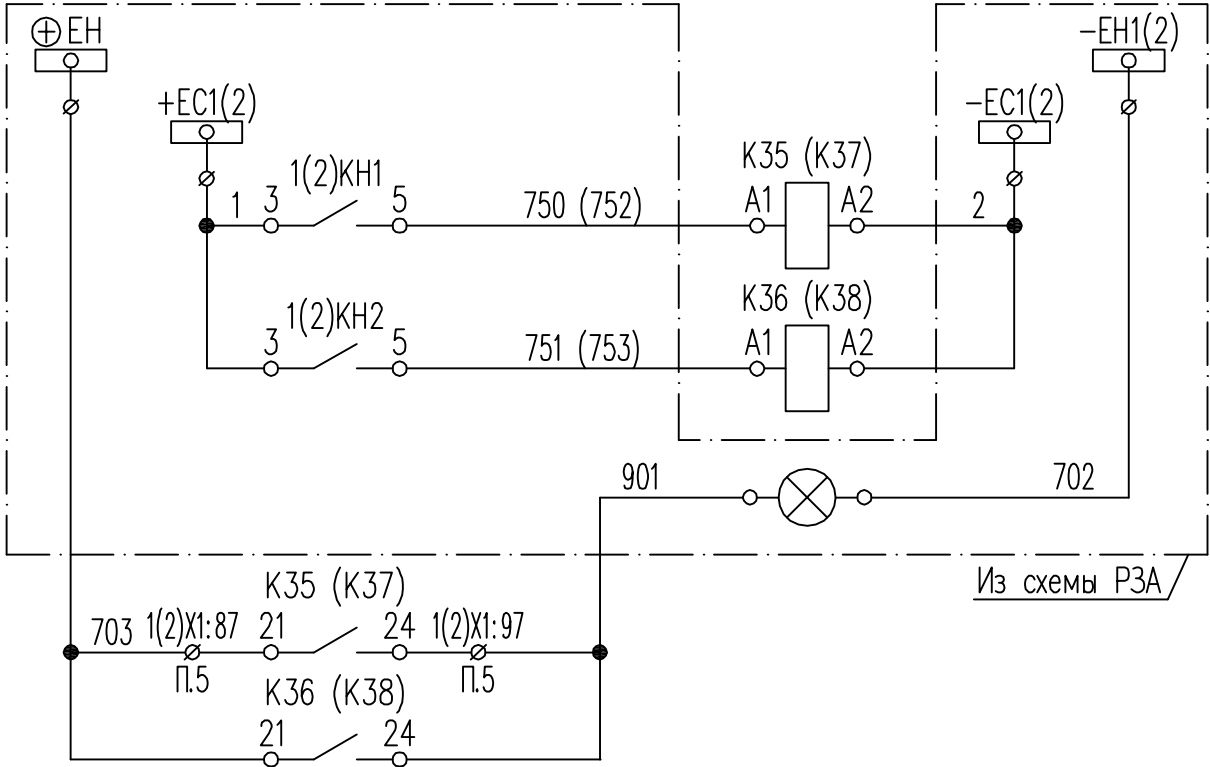 ⊕ EH
-EH1(2)
+EC1(2)
-EC1(2)
K35 (K37)
1(2)KH1
1
3
5
750 (752)
A1
A2
2
K36 (K38)
1(2)KH2
3
5
751 (753)
A1
A2
901
702
Из схемы РЗА
K35 (K37)
703
1(2)X1:87
21
24
1(2)X1:97
П.5
П.5
K36 (K38)
21
24